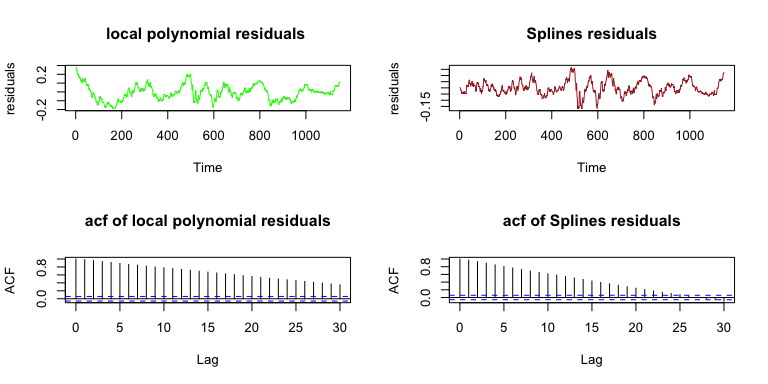 local polynomial residuals
residuals
0.2
-0.2
0 200 400 600 800 1000
Time
Splines residuals
residuals
-0.15
0 200 400 600 800 1000
Time
acf of local polynomial residuals
ACF
0.8
0.0
0 5 10 15 20 25 30
Lag
acf of Splines residuals
ACF
0.8
0.0
0 5 10 15 20 25 30
Lag